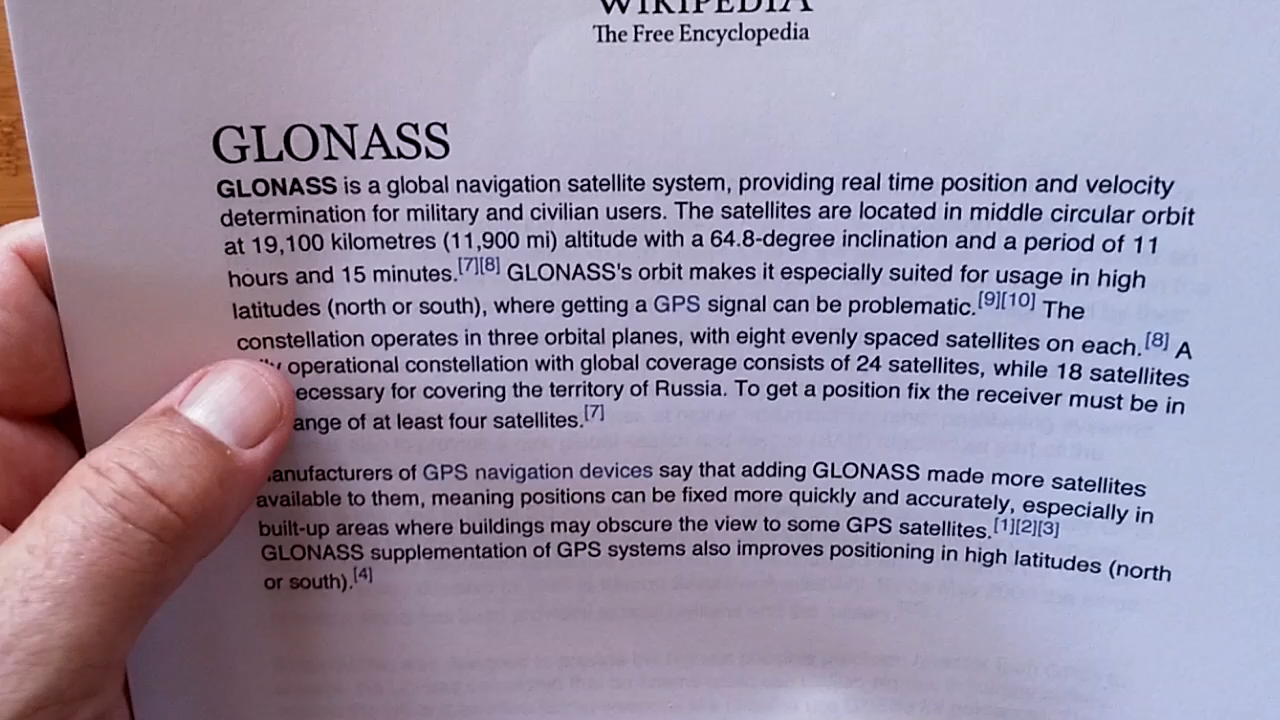 WIKIPEDIA
The Free Encyclopedia
GLONASS
GLONASS is a global navigation satellite system, providing real time position and velocity
determination for military and civilian users. The satellites are located in middle circular orbit
at 19,100 kilometres (11,900 mi) altitude with a 64.8-degree inclination and a period of 11
hours and 15 minutes.[7][8] GLONASS's orbit makes it especially suited for usage in high
latitudes (north or south), where getting a GPS signal can be problematic.[9][10] The
constellation operates in three orbital planes, with eight evenly spaced satellites on each.[8] A
operational constellation with global coverage consists of 24 satellites, while 18 satellites
ecessary for covering the territory of Russia. To get a position fix the receiver must be in
ange of at least four satellites.[7]
anufacturers of GPS navigation devices say that adding GLONASS made more satellites
available to them, meaning positions can be fixed more quickly and accurately, especially in
built-up areas where buildings may obscure the view to some GPS satellites.[1][2][3]
GLONASS supplementation of GPS systems also improves positioning in high latitudes (north
or south).[4]